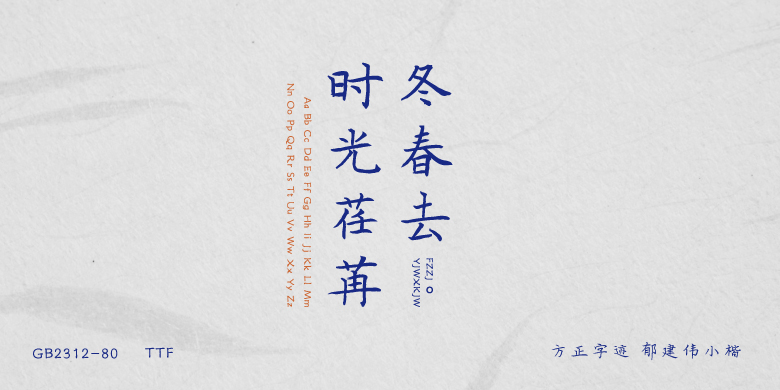 冬春去
FZZJ
YJWXKJW
时光荏苒
Aa Bb Cc Dd Ee Ff Gg Hh Ii Jj Kk Ll Mm
Nn Oo Pp Qq Rr Ss Tt Uu Vv Ww Xx Yy Zz
GB2312-80 TTF
方正字迹 郁建伟小楷